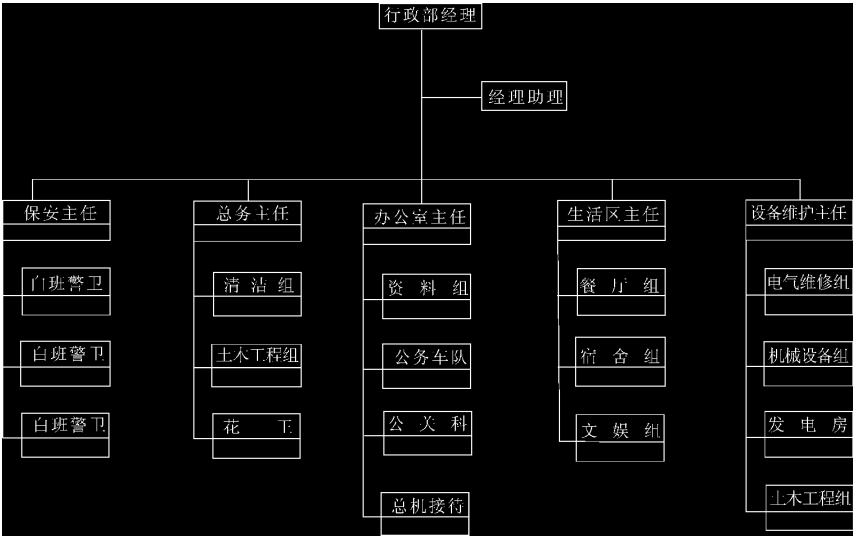 行政部经理
经理助理
保安主任 总务主任 办公室主任 生活区主任 设备维护主任
白班警卫 清洁组 资料组 餐厅组 电气维修组
白班警卫 土木工程组 公务车队 宿舍组 机械设备组
白班警卫 花王 公关科 文娱组 发电房
总机接待 土木工程组